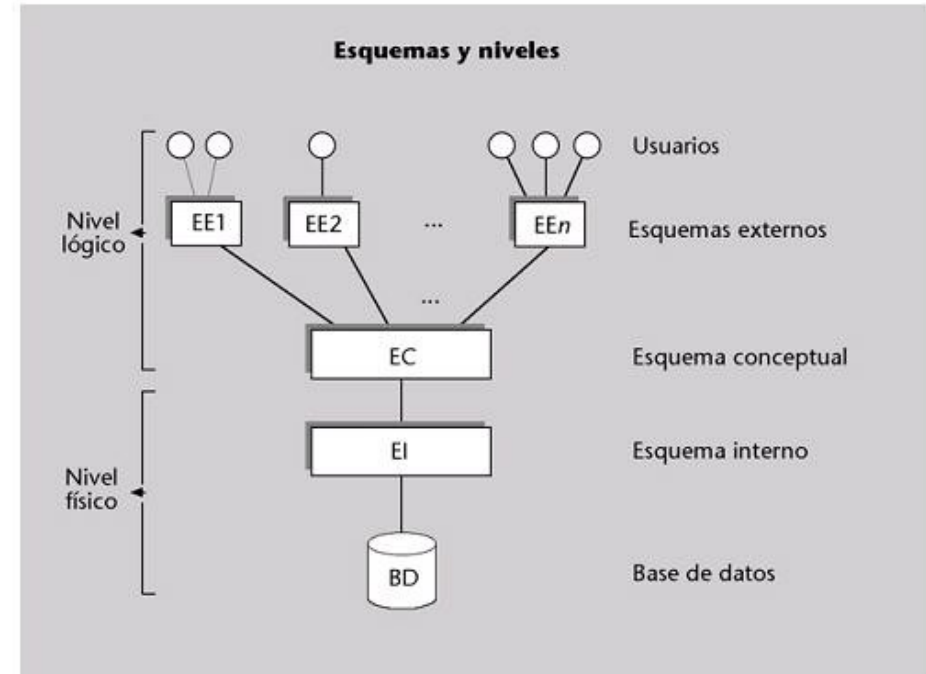 Esquemas y niveles
Usuarios
Nivel
lógico
EE1
EE2
...
EEn
Esquemas externos
...
EC
Esquema conceptual
EI
Esquema interno
Nivel
físico
BD
Base de datos